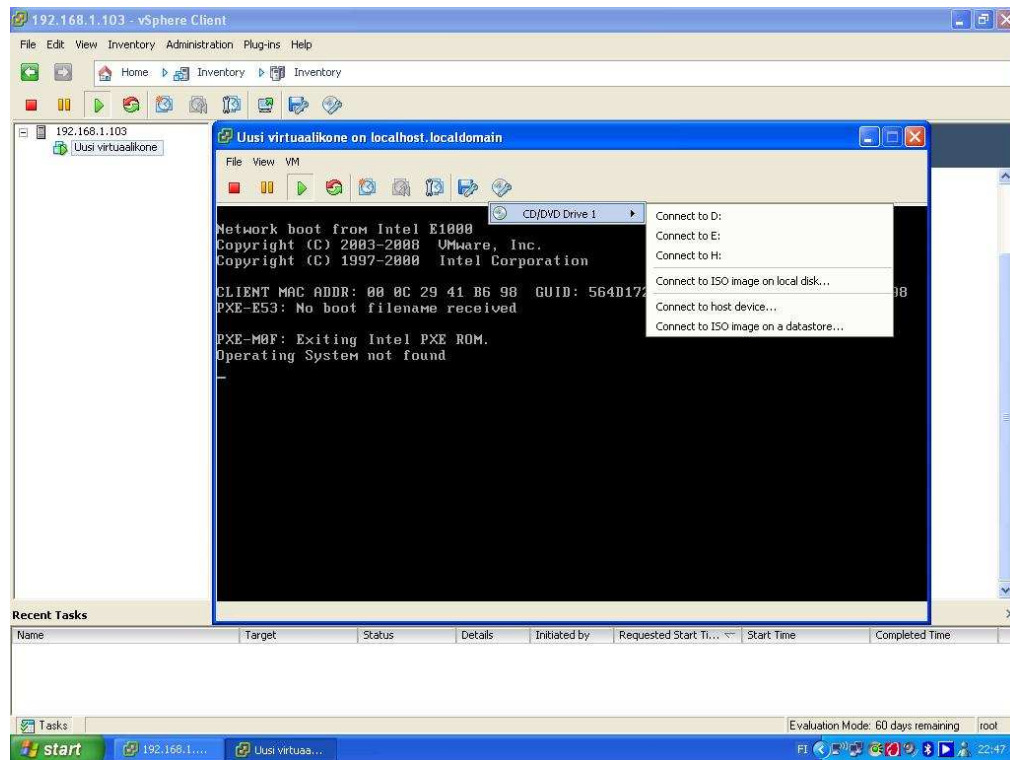 192.168.1.103 - vSphere Client
File Edit View Inventory Administration Plug-ins Help
Home Inventory Inventory
192.168.1.103
Uusi virtuaalikone
Uusi virtuaalikone on localhost.localdomain
File View VM
CD/DVD Drive 1
Connect to D:
Connect to E:
Connect to H:
Connect to ISO image on local disk...
Connect to host device...
Connect to ISO image on a datastore...
Network boot from Intel E1000
Copyright (C) 2003-2008 VMware, Inc.
Copyright (C) 1997-2000 Intel Corporation
CLIENT MAC ADDR: 00 0C 29 41 B6 98 GUID: 564D172 98
PXE-E53: No boot filename received
PXE-M0F: Exiting Intel PXE ROM.
Operating System not found
Recent Tasks
Name Target Status Details Initiated by Requested Start Ti... Start Time Completed Time
Tasks Evaluation Mode: 60 days remaining root
start 192.168.1.... Uusi virtuaa... FI 22:47